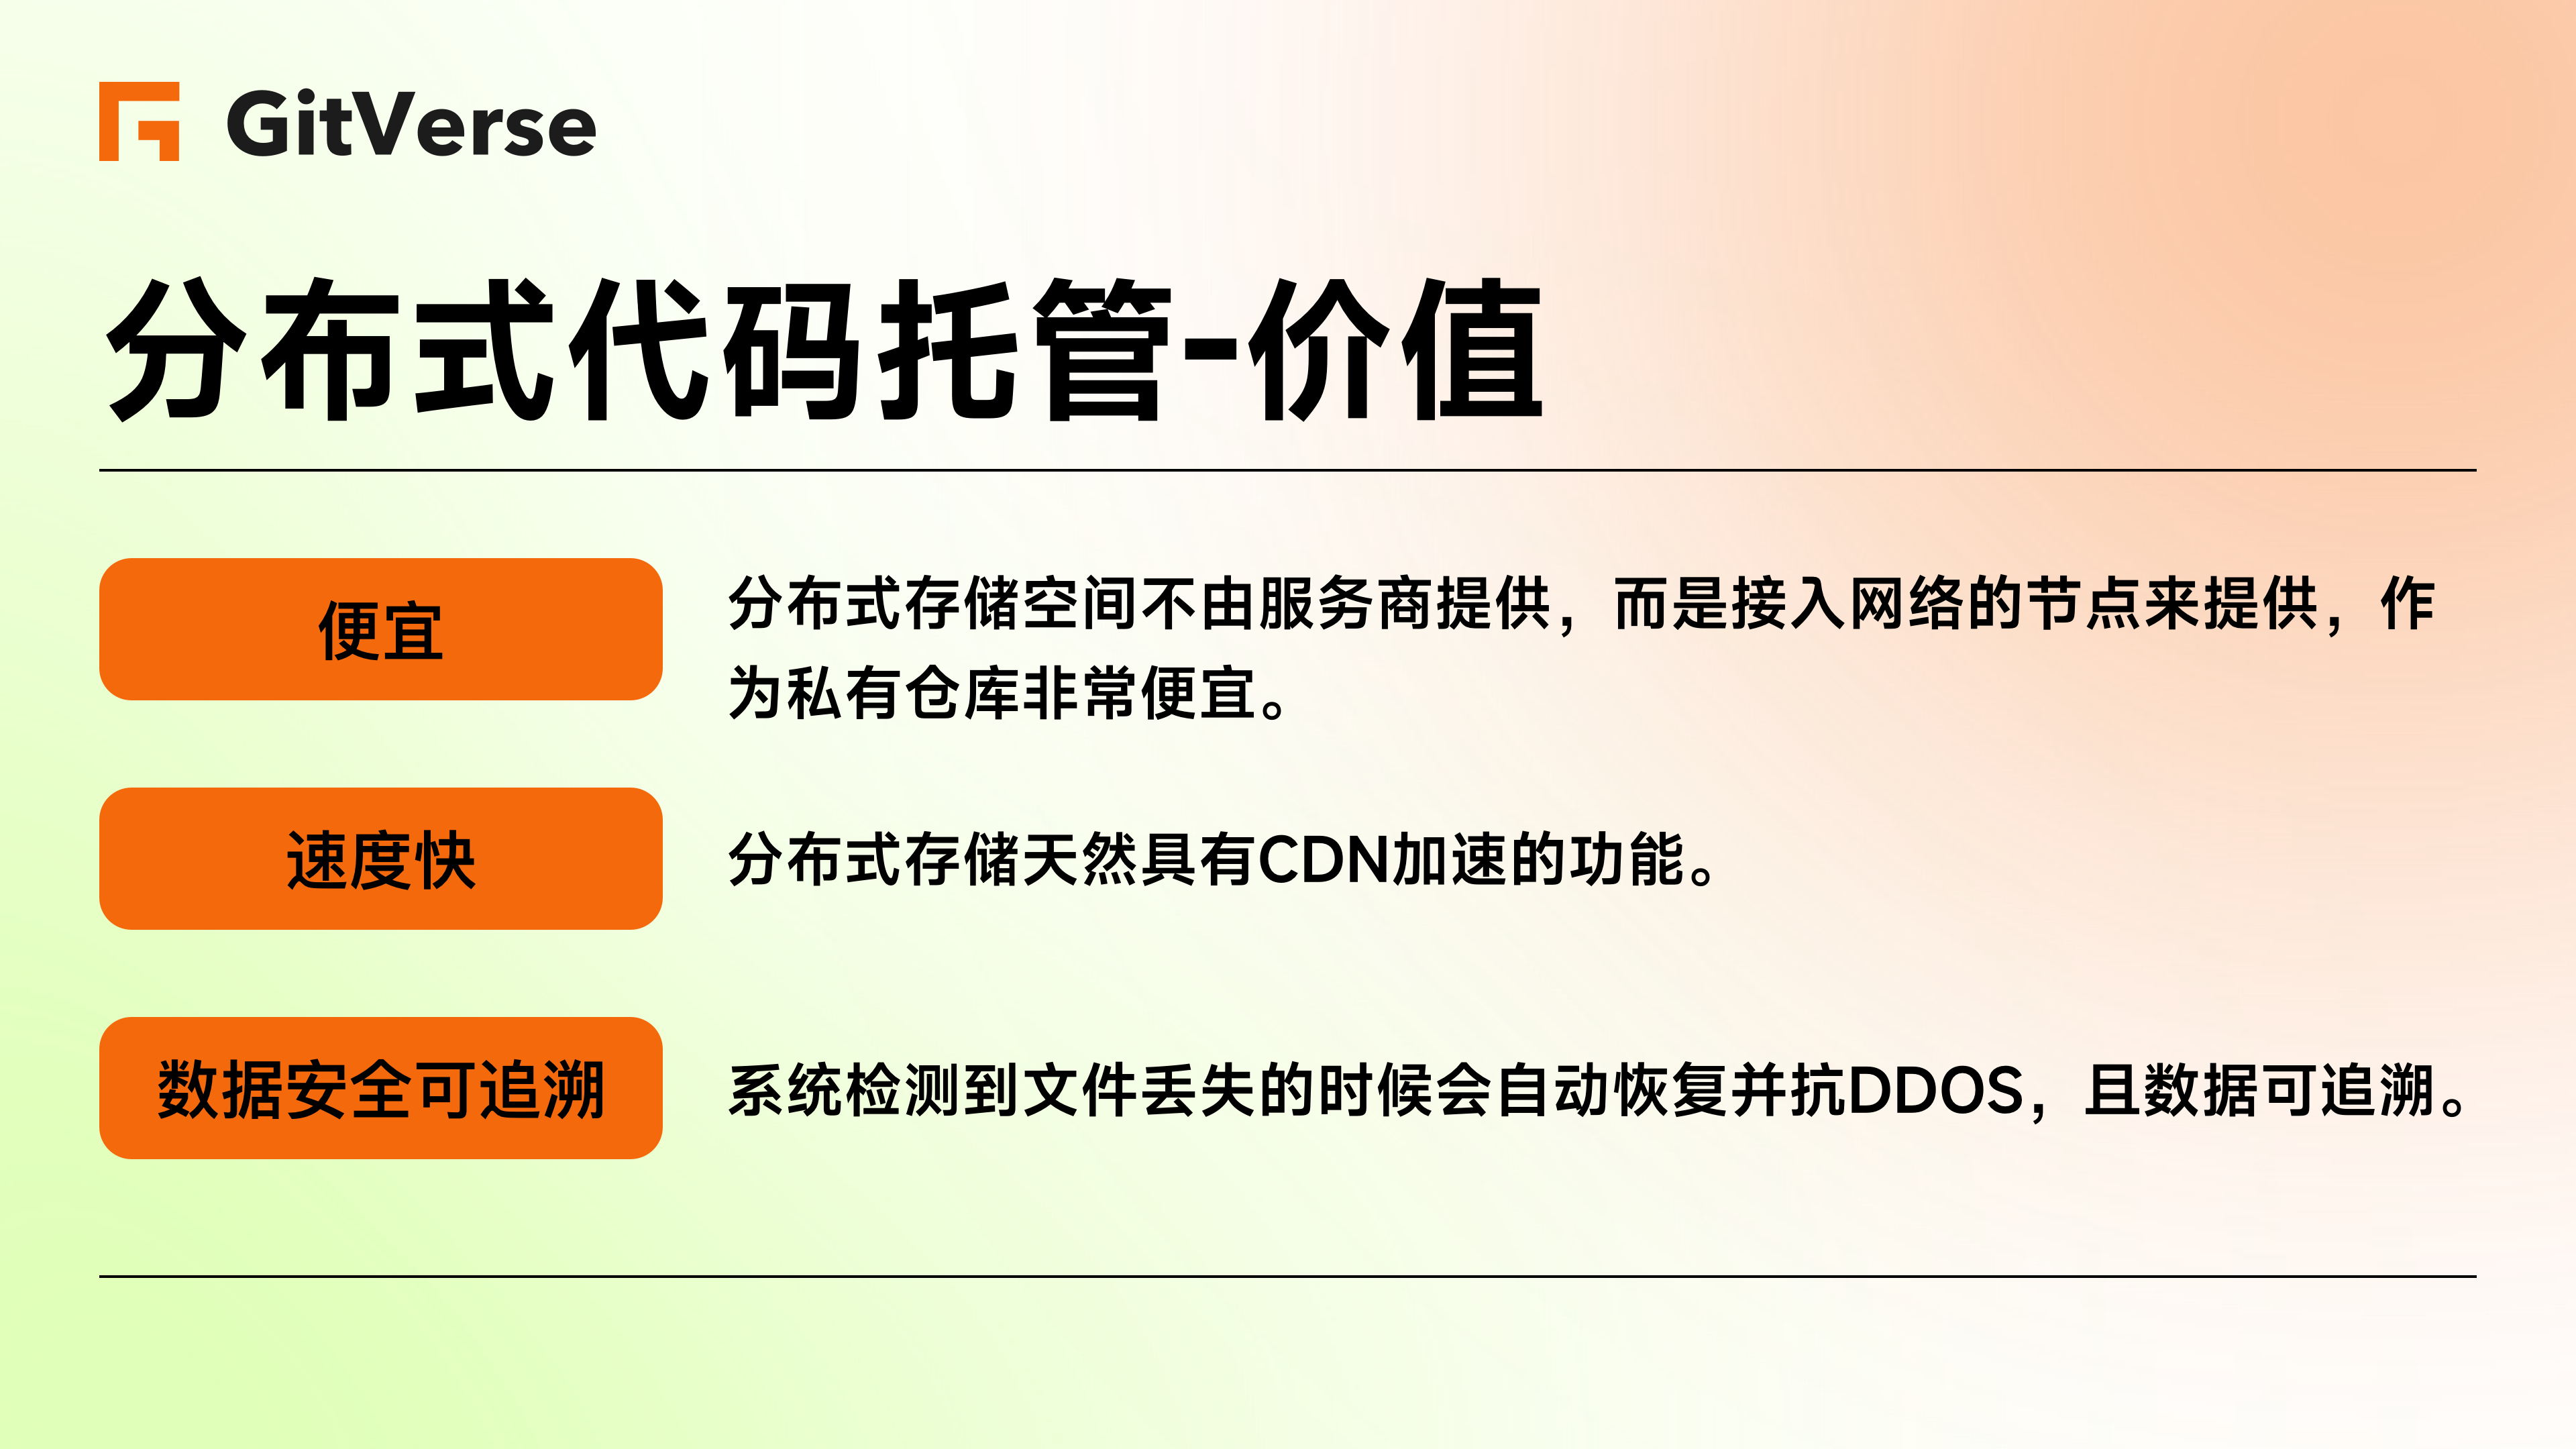 GitVerse
分布式代码托管-价值
便宜
分布式存储空间不由服务商提供，而是接入网络的节点来提供，作
为私有仓库非常便宜。
速度快
分布式存储天然具有CDN加速的功能。
数据安全可追溯
系统检测到文件丢失的时候会自动恢复并抗DDOS，且数据可追溯。